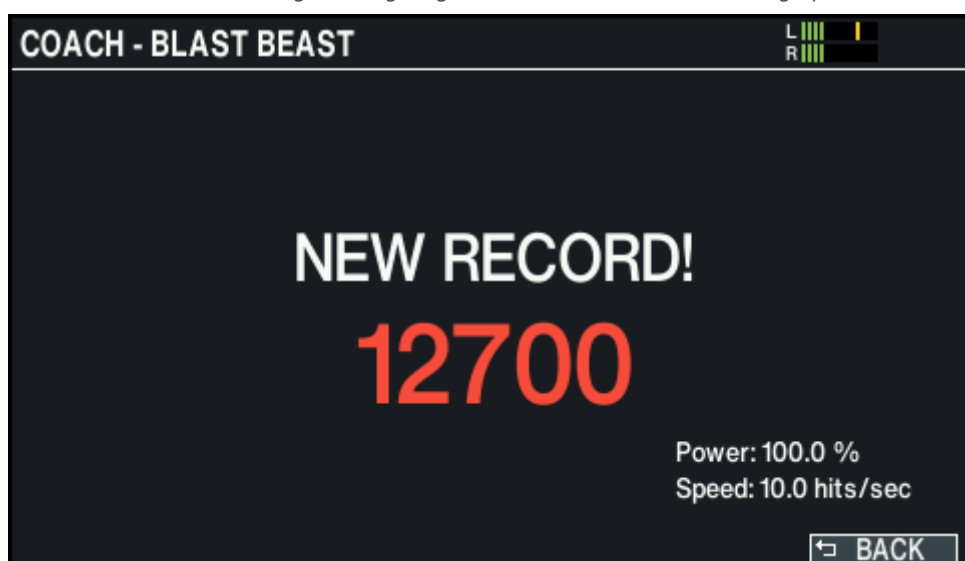 COACH - BLAST BEAST
L
R
NEW RECORD!
12700
Power: 100.0 %
Speed: 10.0 hits/sec
BACK